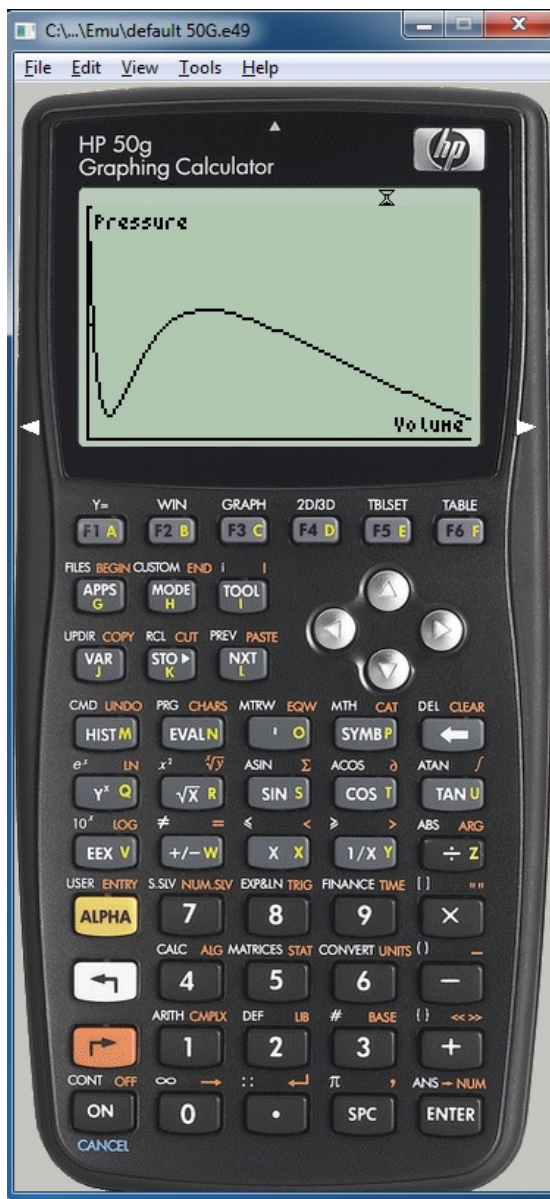 C:\...\Emu\default 50G.e49
File Edit View Tools Help
HP 50g
Graphing Calculator
hp
Pressure
Volume
Y= WIN GRAPH 2D/3D TBLSET TABLE
F1 A F2 B F3 C F4 D F5 E F6 F
FILES BEGIN CUSTOM END i I
APPS G MODE H TOOL I
UPDIR COPY RCL CUT PREV PASTE
VAR J STO ▶ K NXT L
CMD UNDO PRG CHARS MTRW EQW MTH CAT DEL CLEAR
HIST M EVAL N ' O SYMB P
eˣ LN x² ˣ√y ASIN Σ ACOS ∂ ATAN ∫
Yˣ Q √X R SIN S COS T TAN U
10ˣ LOG ≠ = ≤ < ≥ > ABS ARG
EEX V +/− W X X 1/X Y ÷ Z
USER ENTRY S.SLV NUM.SLV EXP&LN TRIG FINANCE TIME [ ] " "
ALPHA 7 8 9 ×
CALC ALG MATRICES STAT CONVERT UNITS ( ) _
4 5 6 −
ARITH CMPLX DEF LIB # BASE { } « »
1 2 3 +
CONT OFF ∞ → : : ↵ π , ANS → NUM
ON 0 . SPC ENTER
CANCEL